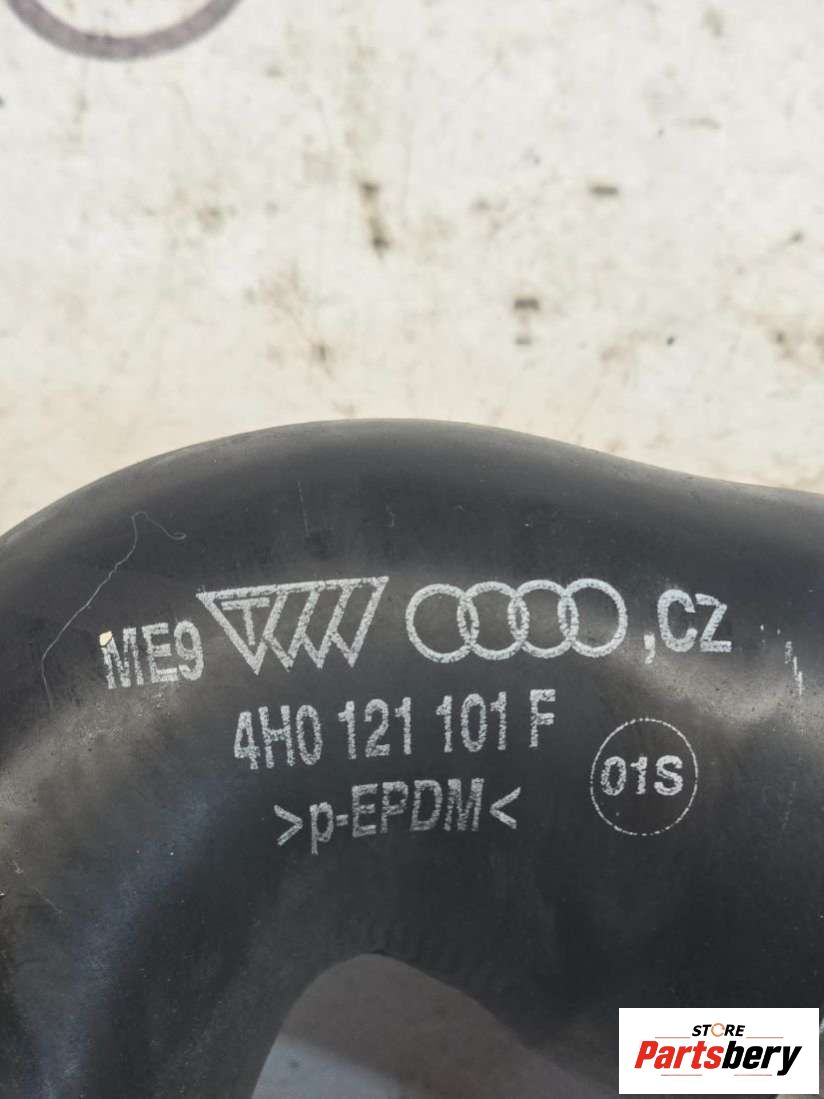 ME9 ,CZ
4H0 121 101 F
01S
>p-EPDM<
STORE
Partsbery